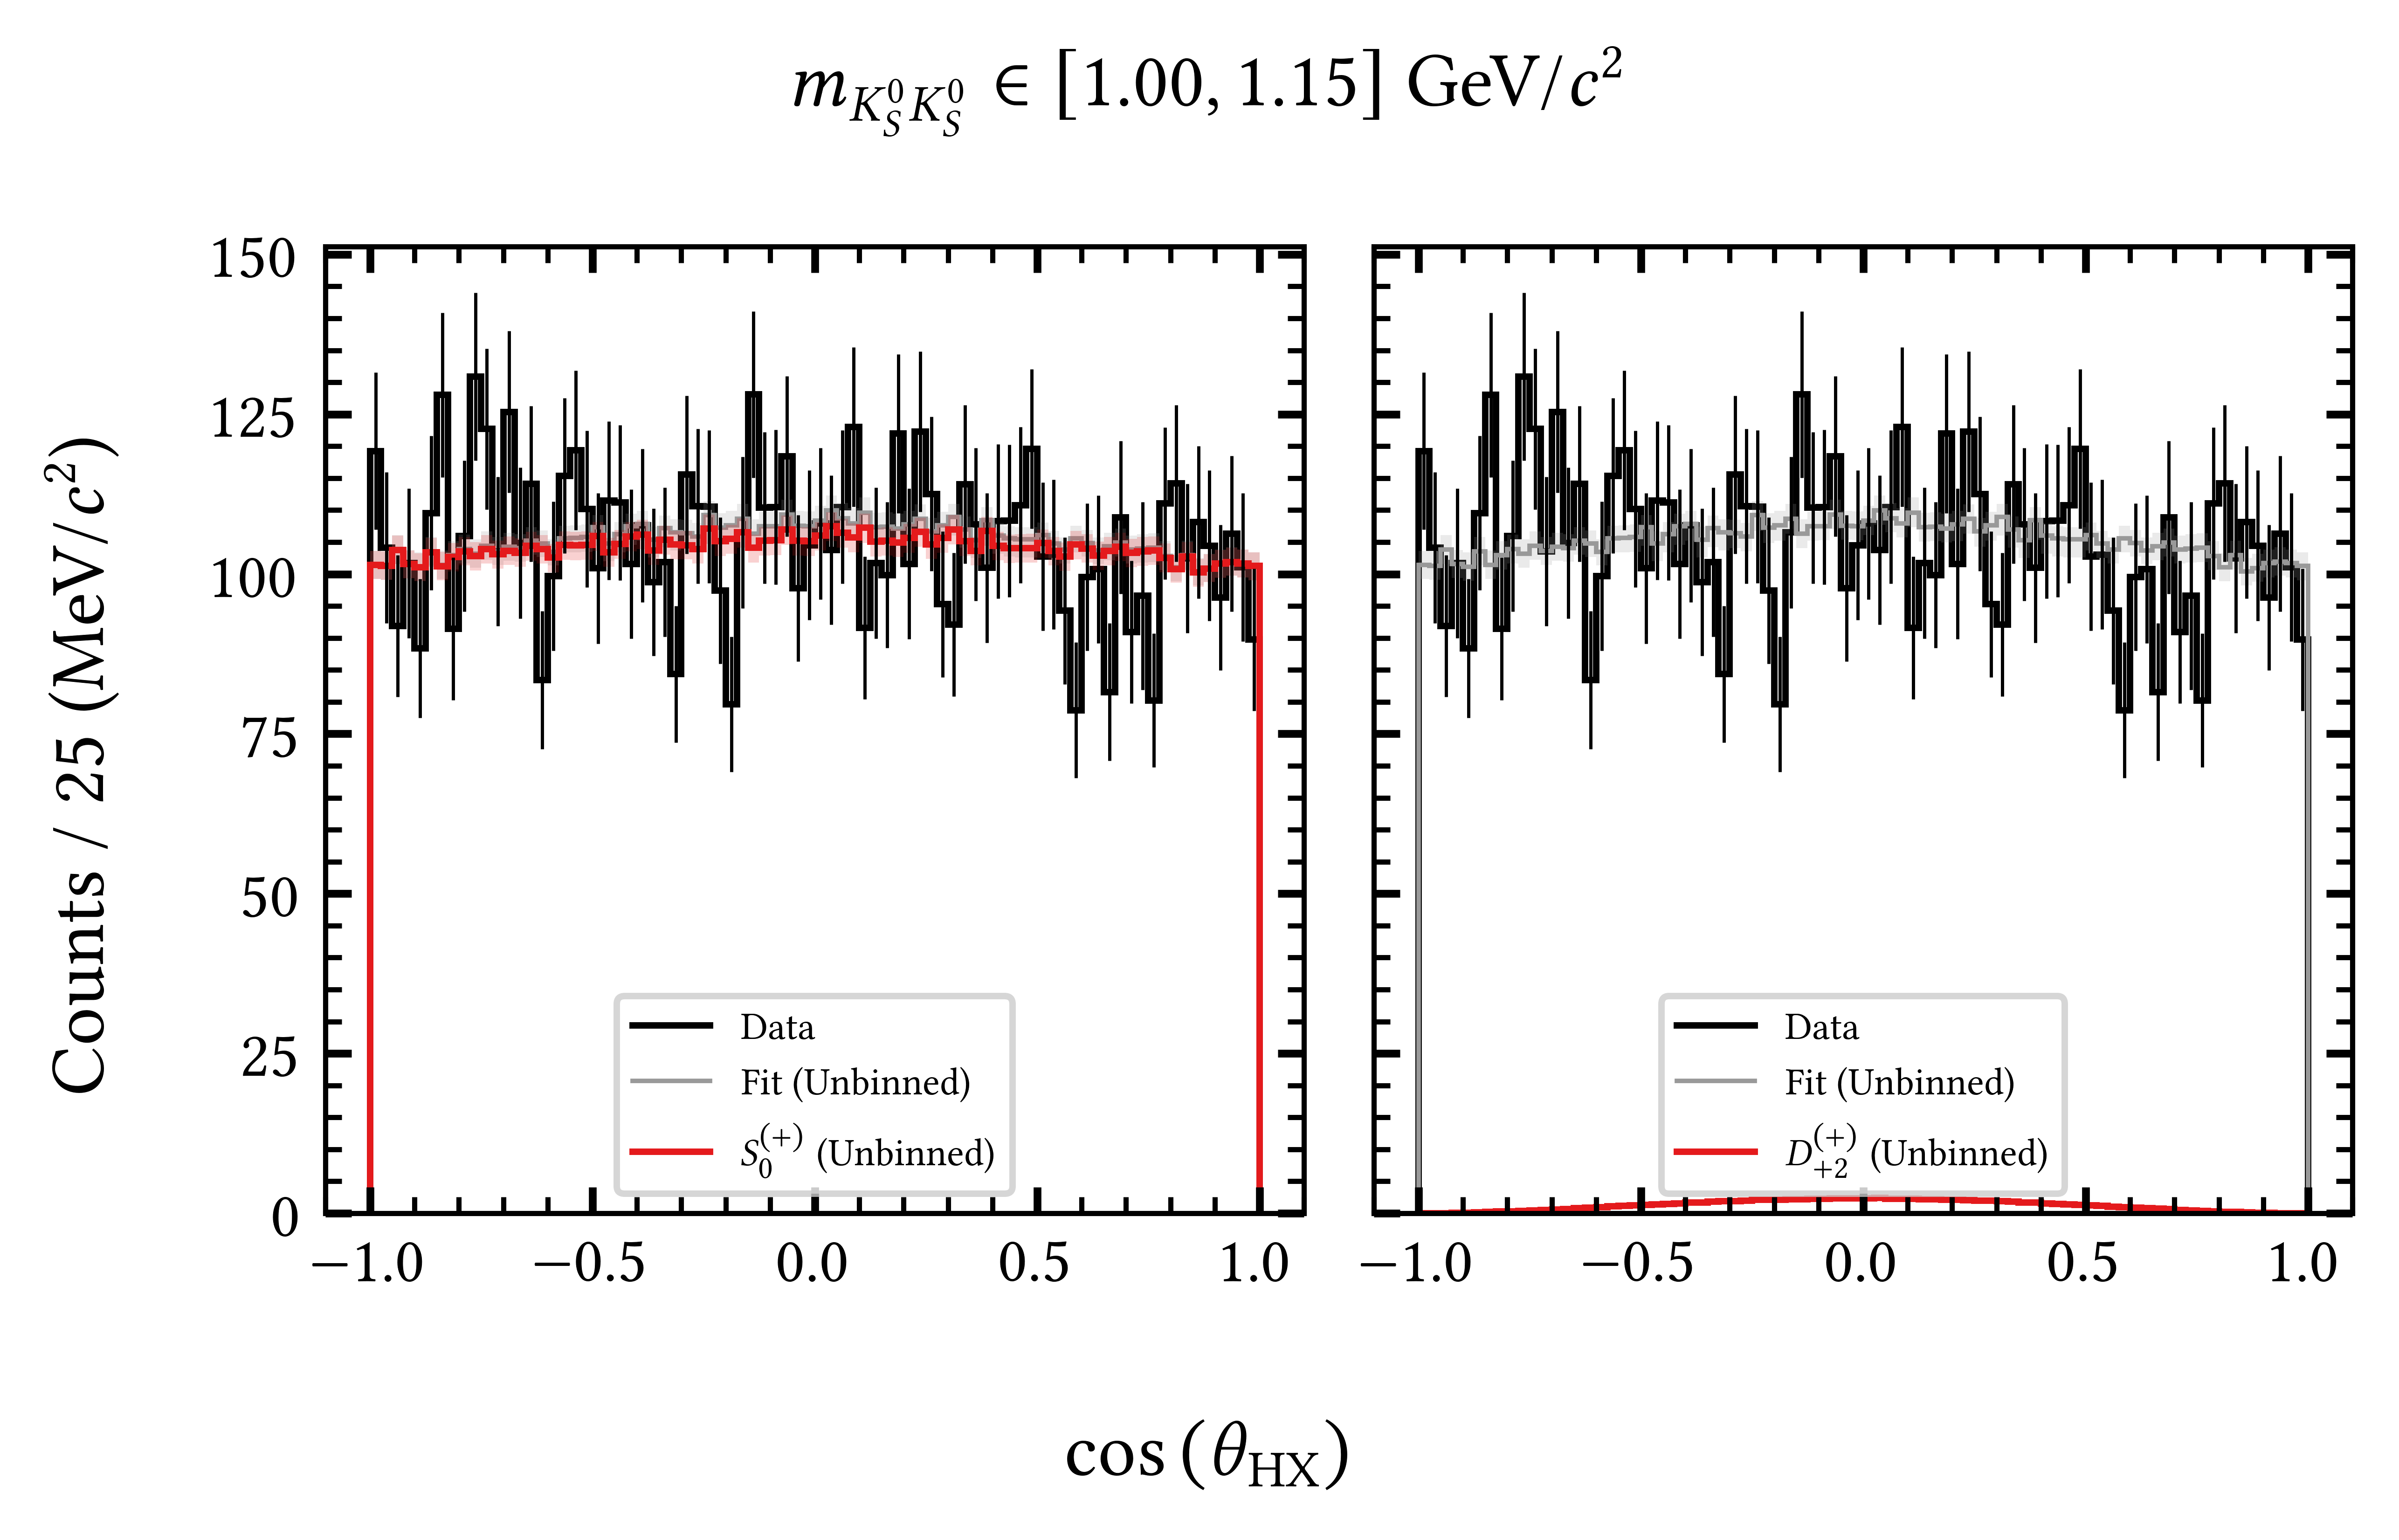 m_{K_S^0 K_S^0} ∈ [1.00, 1.15] GeV/c²
Counts / 25 (MeV/c²)
150
125
100
75
50
25
0
Data
Fit (Unbinned)
S_0^{(+)} (Unbinned)
Data
Fit (Unbinned)
D_{+2}^{(+)} (Unbinned)
−1.0 −0.5 0.0 0.5 1.0
−1.0 −0.5 0.0 0.5 1.0
cos (θ_{HX})